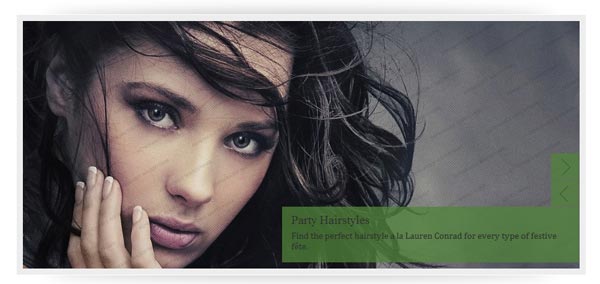 Party Hairstyles
Find the perfect hairstyle a la Lauren Conrad for every type of festive
fête.